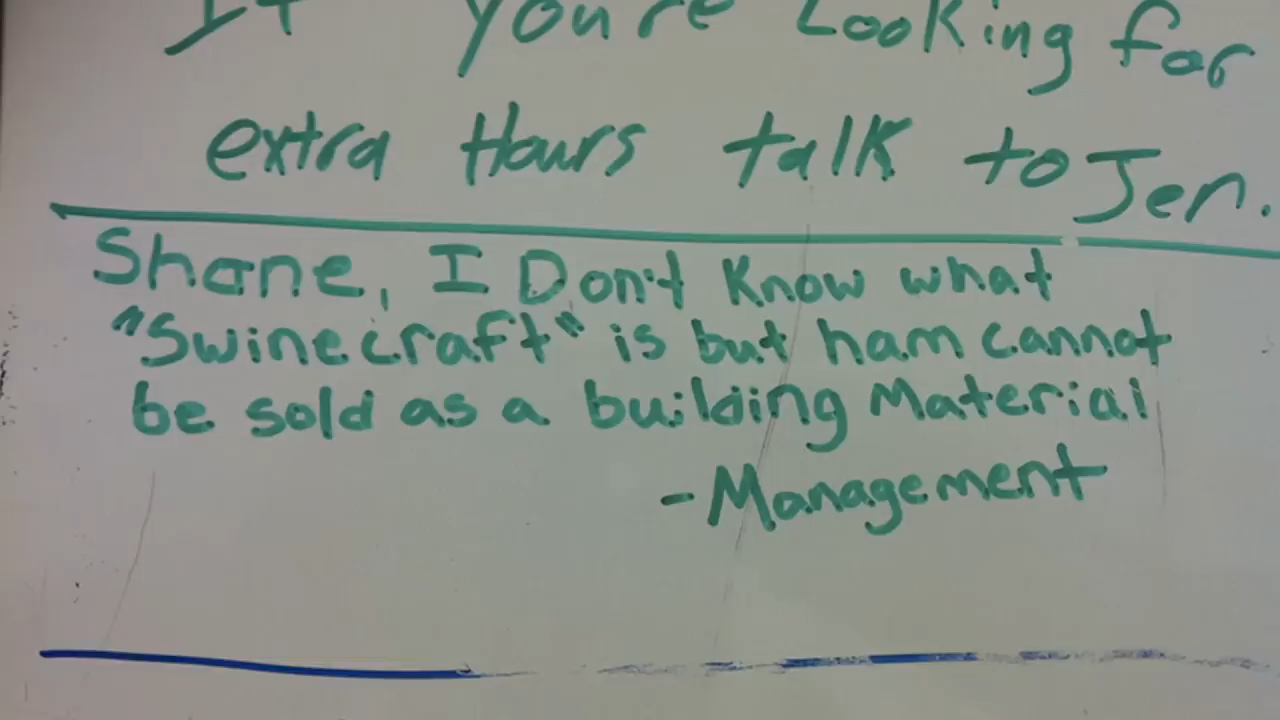 If you're Looking for
extra Hours talk to Jen.
Shane, I Don't Know what
"Swinecraft" is but ham cannot
be sold as a building Material
-Management